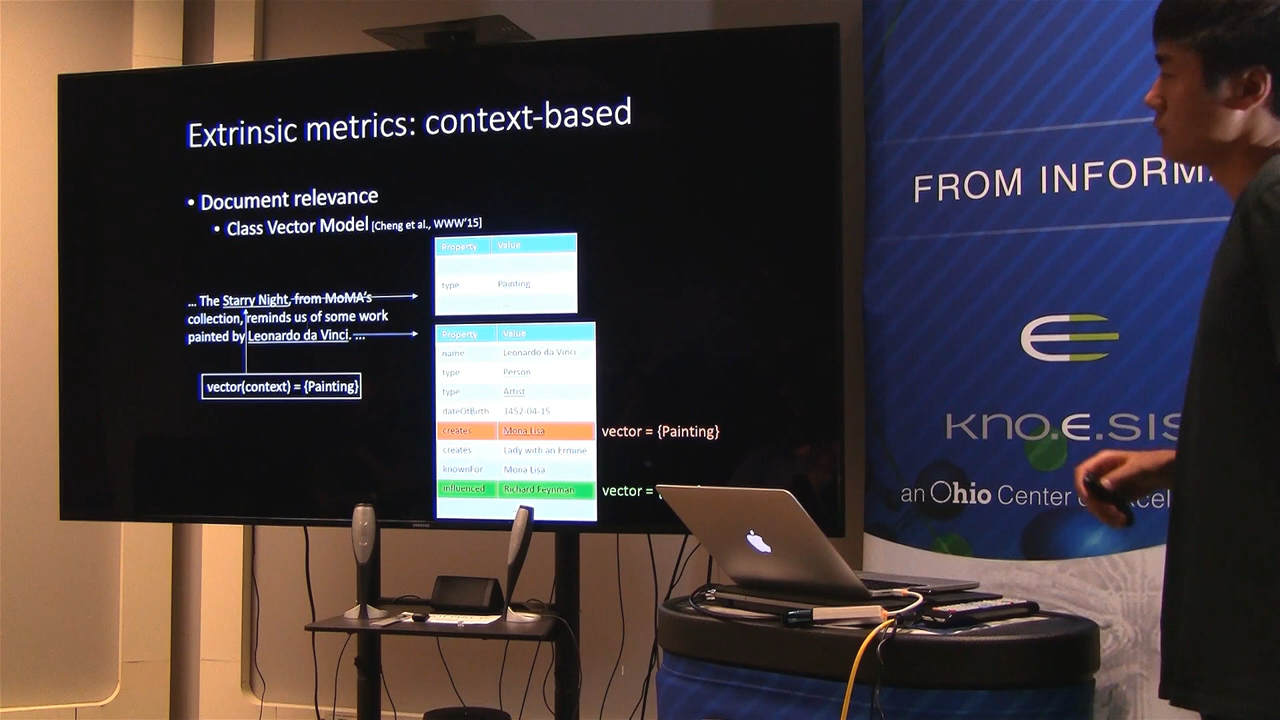 Extrinsic metrics: context-based
• Document relevance
• Class Vector Model [Cheng et al., WWW'15]
... The Starry Night, from MoMA's
collection, reminds us of some work
painted by Leonardo da Vinci. ...
vector(context) = {Painting}
Property Value
type Painting
Property Value
name Leonardo da Vinci
type Person
type Artist
dateOfBirth 1452-04-15
creates Mona Lisa
vector = {Painting}
creates Lady with an Ermine
knownFor Mona Lisa
influenced Richard Feynman
vector =
...
FROM
KNO.E.SIS
an Ohio Center